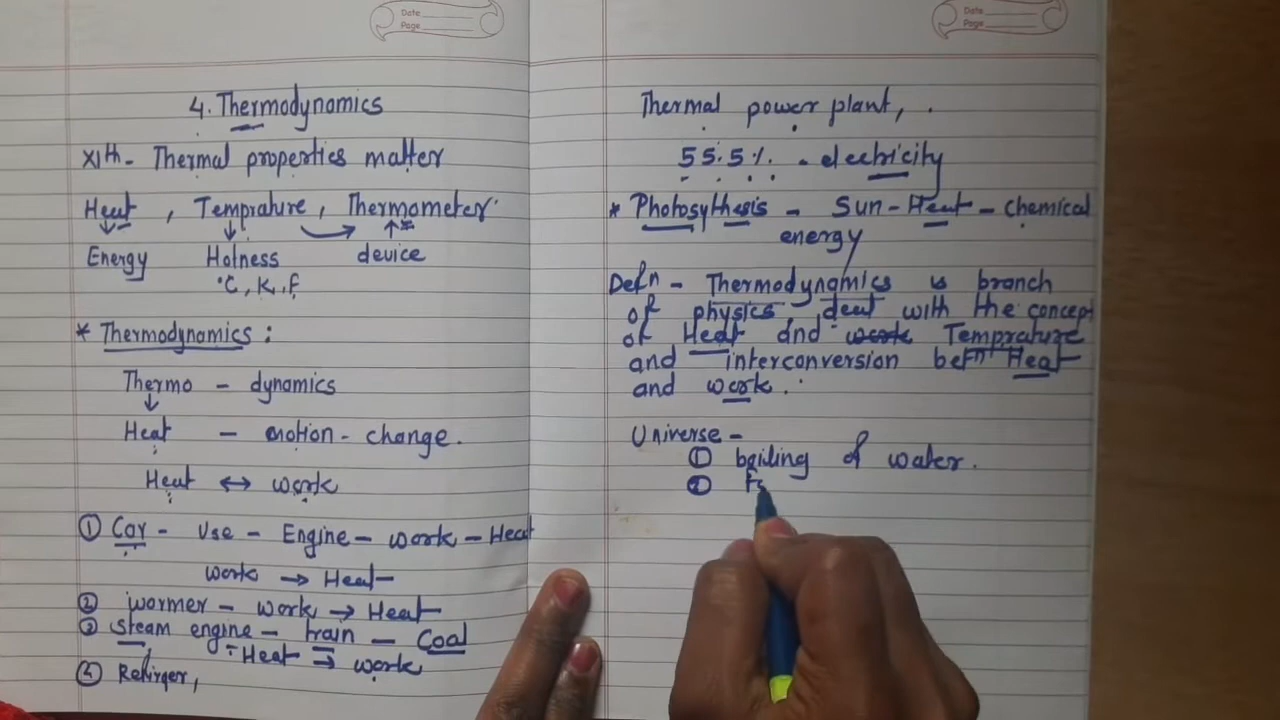 Date
Page
4. Thermodynamics
XIth - Thermal properties matter
Heat , Temprature , Thermometer
Energy Hotness device
°C, K, F
* Thermodynamics :
Thermo - dynamics
Heat - motion - change.
Heat ↔ work
① Car - Use - Engine - work - Heat
work → Heat
② wormer - work → Heat
③ Steam engine - train - Coal
Heat → work
④ Refirger,
Date
Page
Thermal power plant, .
55.5 %. - electricity
* Photosythesis - Sun - Heat - chemical
energy
Defn - Thermodynamics is branch
of physics, deal with the concept
of Heat and work Temprature
and interconversion betn Heat
and work.
Universe -
① boiling of water.
②